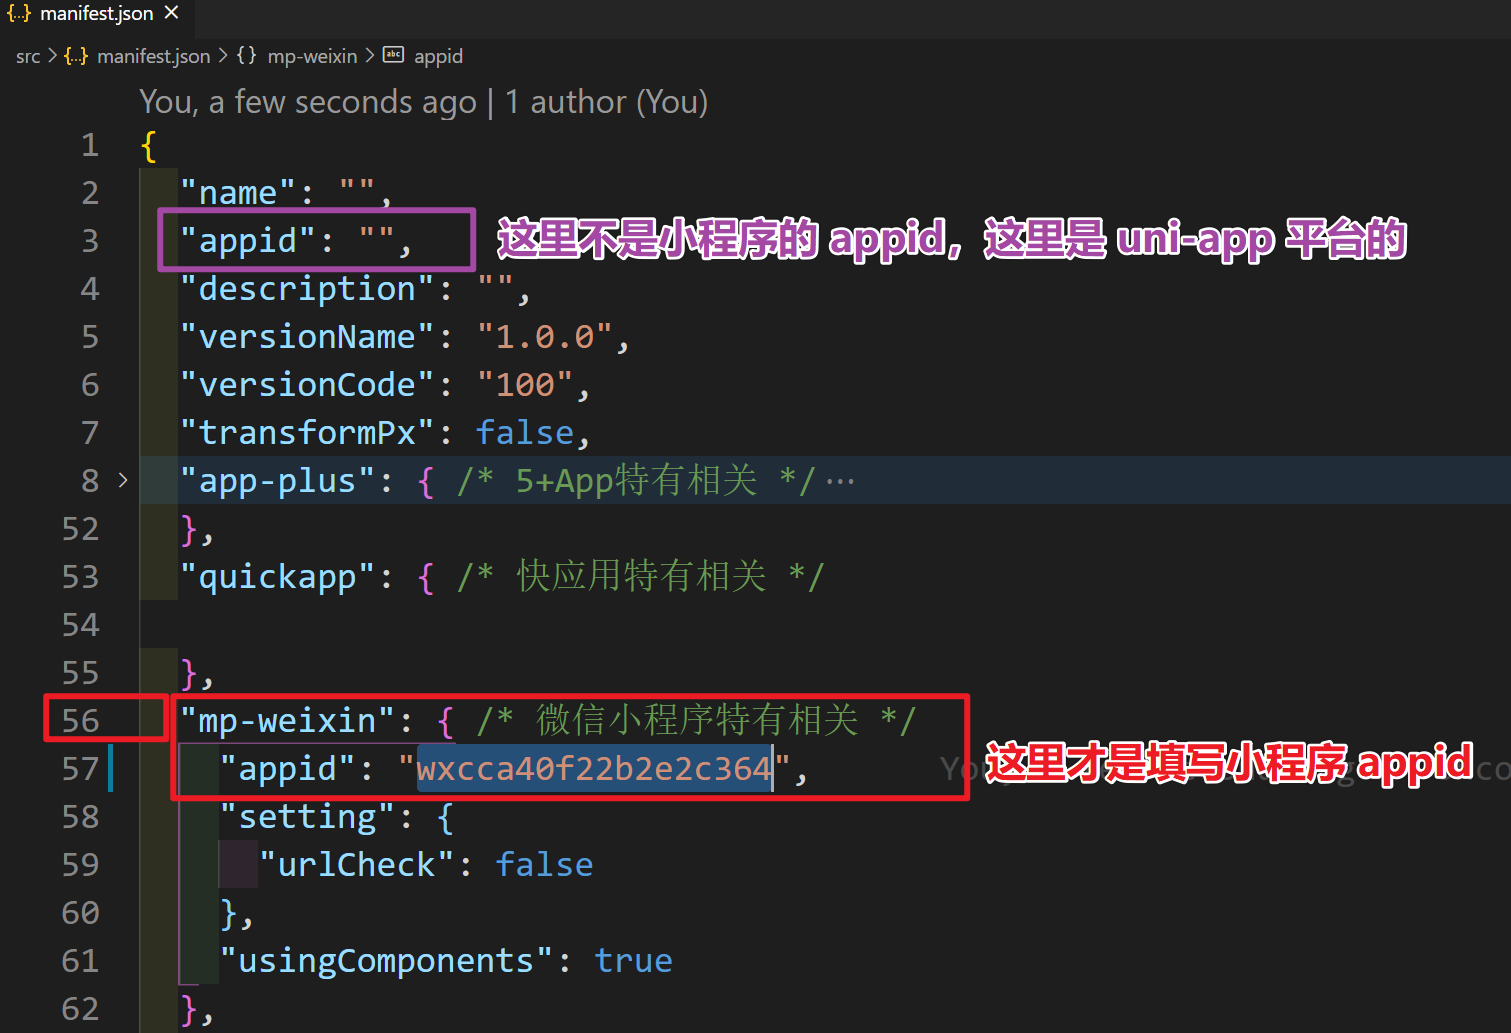 {..} manifest.json ×
src > {..} manifest.json > {} mp-weixin > abc appid
You, a few seconds ago | 1 author (You)
1 {
2 "name": "",
3 "appid": "", 这里不是小程序的 appid，这里是 uni-app 平台的
4 "description": "",
5 "versionName": "1.0.0",
6 "versionCode": "100",
7 "transformPx": false,
8 > "app-plus": { /* 5+App特有相关 */ ···
52 },
53 "quickapp": { /* 快应用特有相关 */
54
55 },
56 "mp-weixin": { /* 微信小程序特有相关 */
57 "appid": "wxcca40f22b2e2c364", 这里才是填写小程序 appid
58 "setting": {
59 "urlCheck": false
60 },
61 "usingComponents": true
62 },